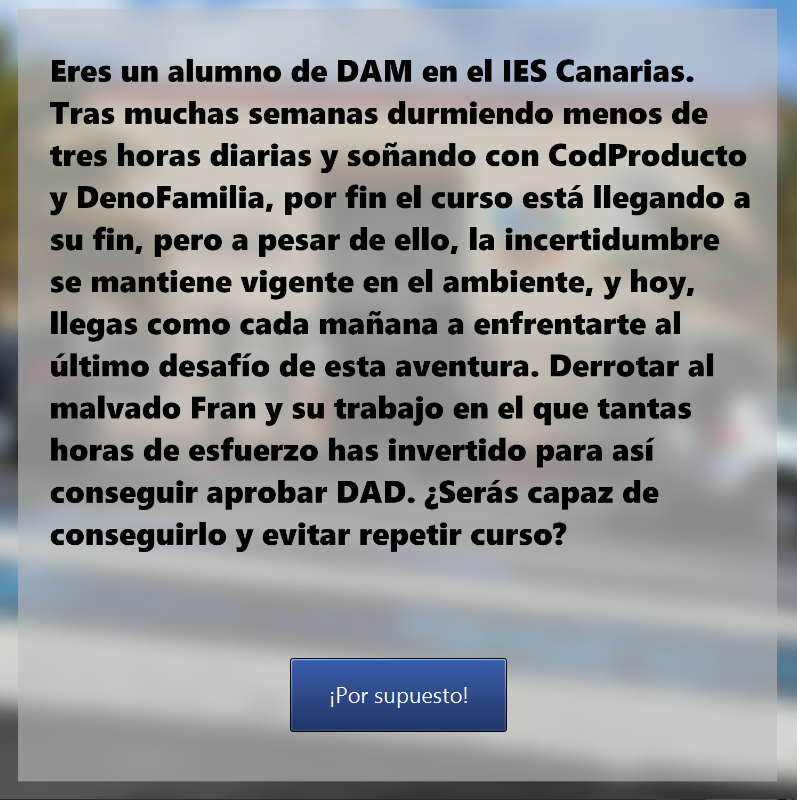 Eres un alumno de DAM en el IES Canarias.
Tras muchas semanas durmiendo menos de
tres horas diarias y soñando con CodProducto
y DenoFamilia, por fin el curso está llegando a
su fin, pero a pesar de ello, la incertidumbre
se mantiene vigente en el ambiente, y hoy,
llegas como cada mañana a enfrentarte al
último desafío de esta aventura. Derrotar al
malvado Fran y su trabajo en el que tantas
horas de esfuerzo has invertido para así
conseguir aprobar DAD. ¿Serás capaz de
conseguirlo y evitar repetir curso?
¡Por supuesto!